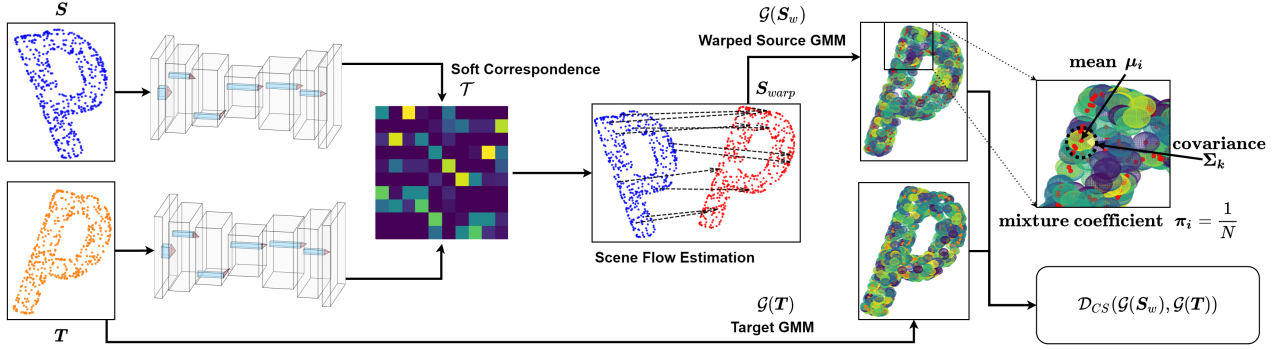 S
Soft Correspondence
𝒯
S_warp
Scene Flow Estimation
𝒢(S_w)
Warped Source GMM
mean μ_i
covariance
Σ_k
mixture coefficient π_i = 1/N
T
𝒢(T)
Target GMM
𝒟_CS(𝒢(S_w), 𝒢(T))